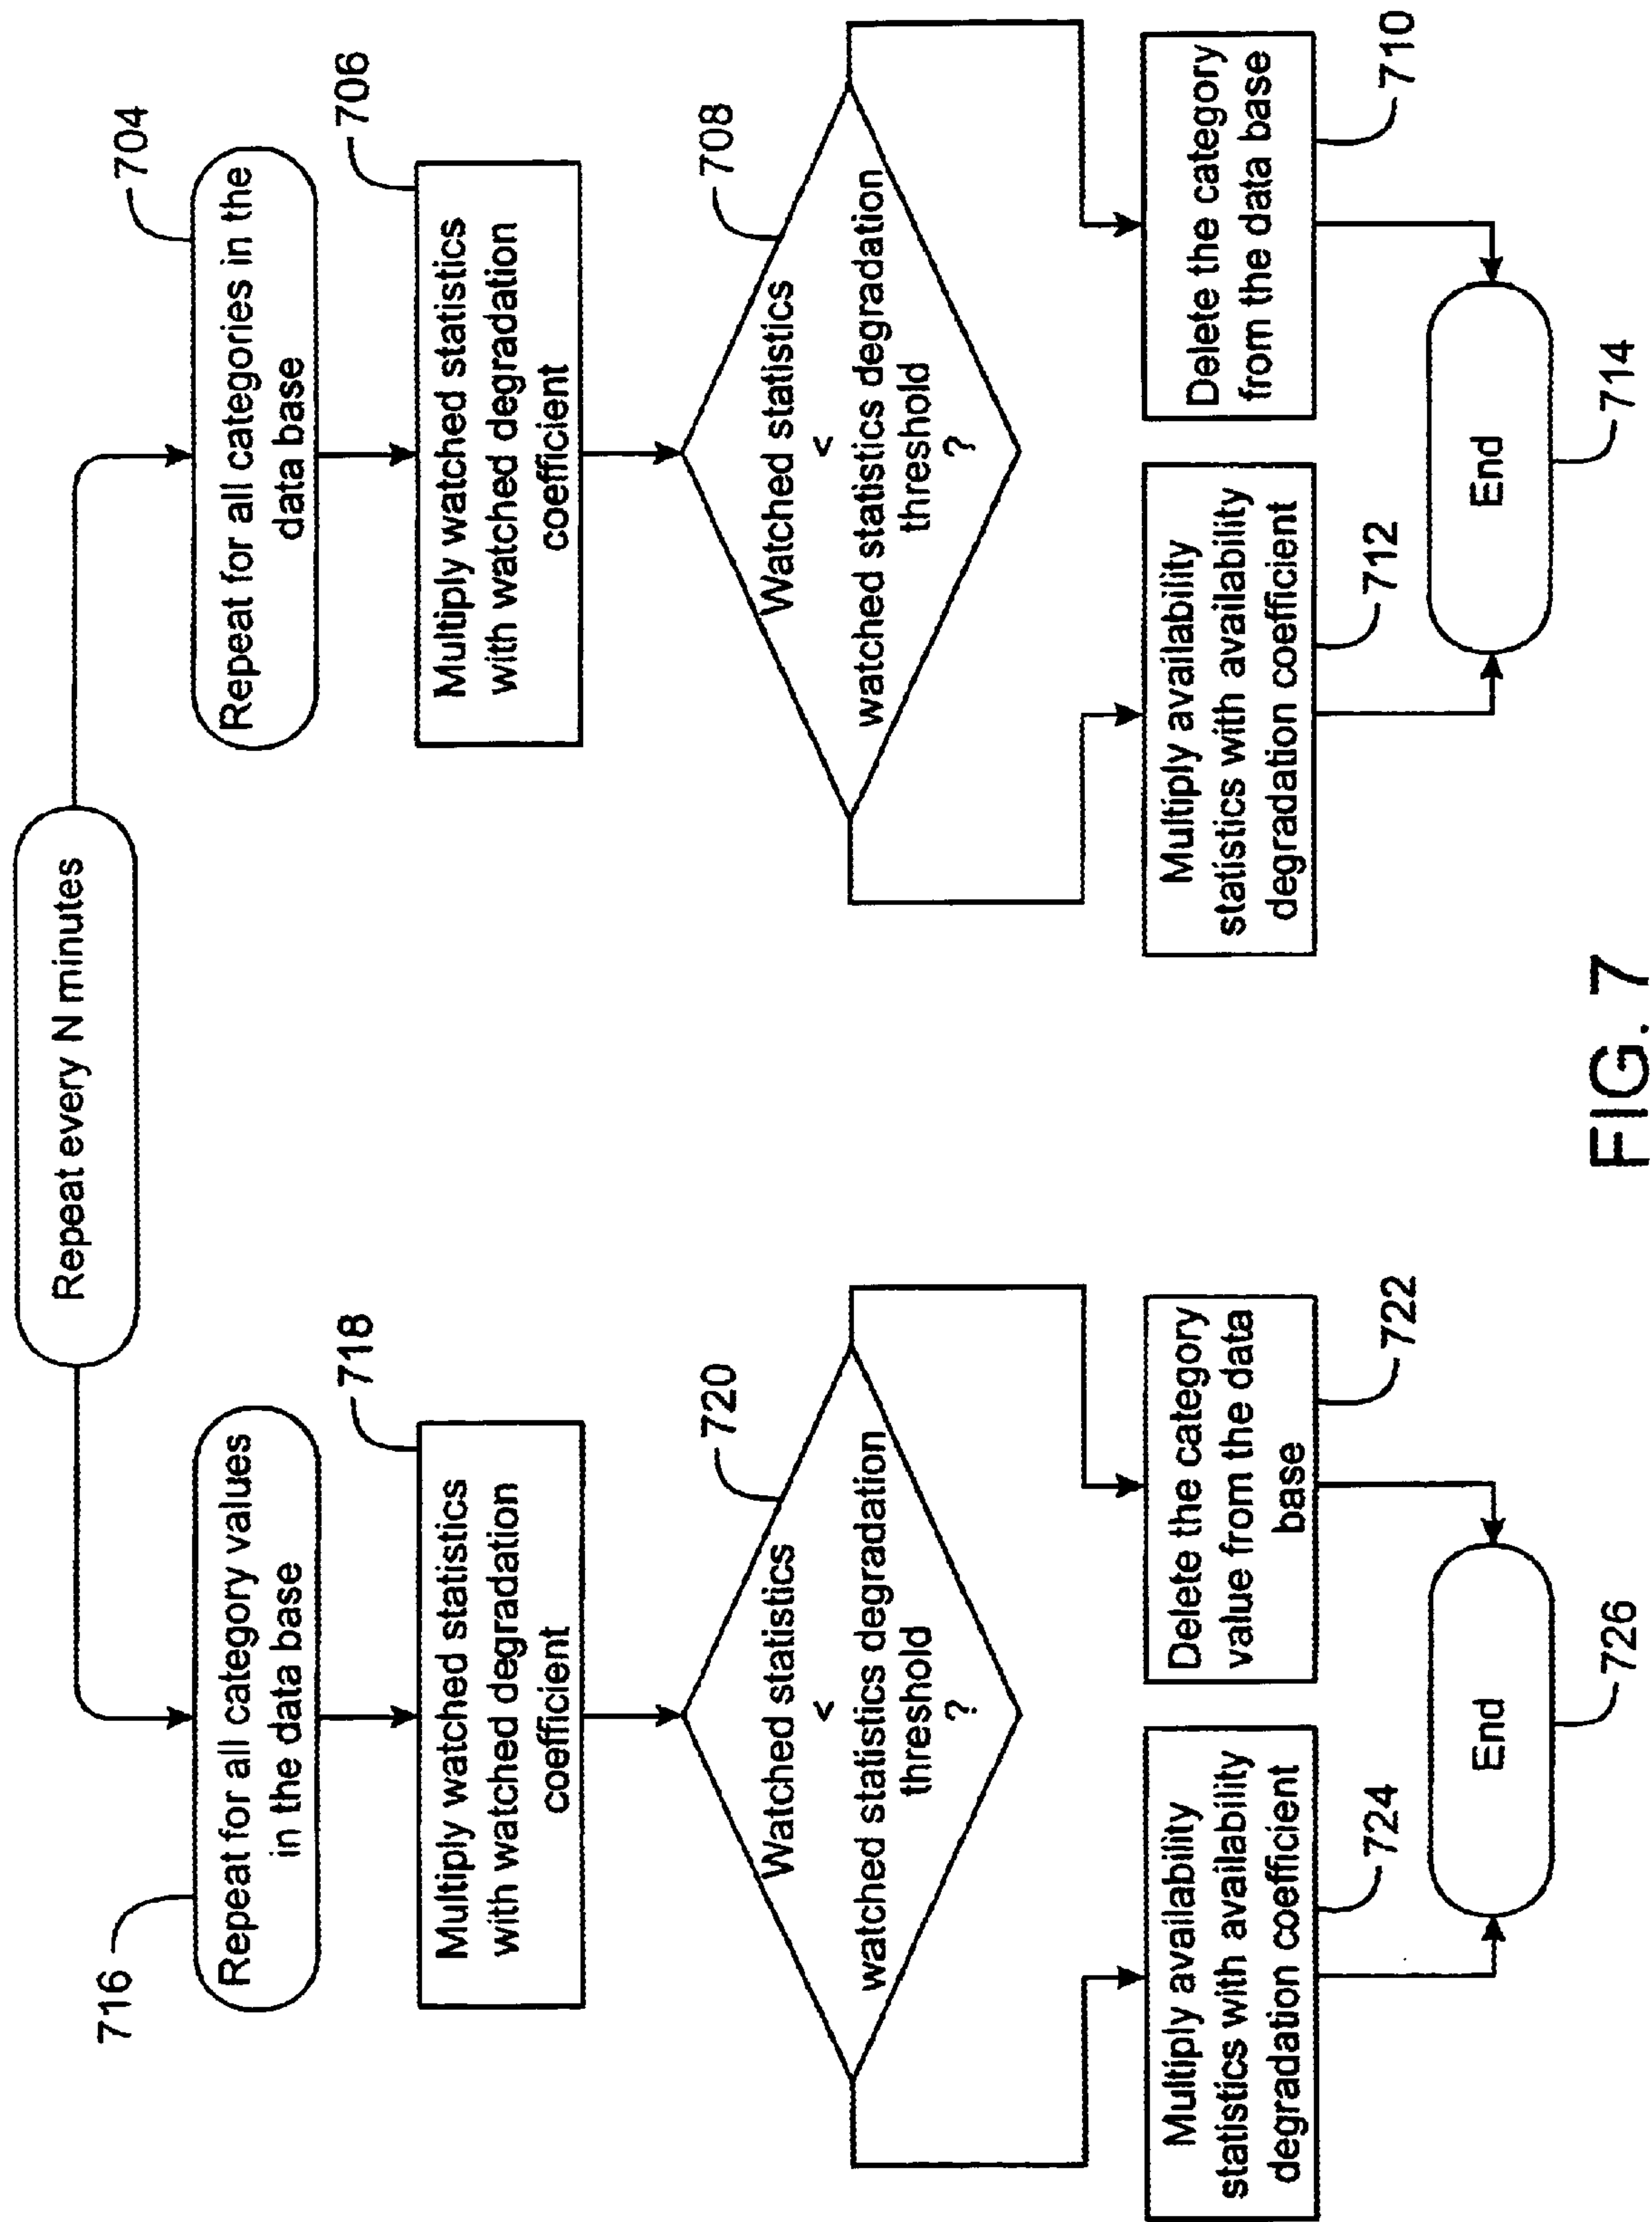 Repeat every N minutes
716
Repeat for all category values
in the data base
718
Multiply watched statistics
with watched degradation
coefficient
720
Watched statistics
<
watched statistics degradation
threshold
?
Multiply availability
statistics with availability
degradation coefficient
724
Delete the category
value from the data
base
722
End
726
704
Repeat for all categories in the
data base
706
Multiply watched statistics
with watched degradation
coefficient
708
Watched statistics
<
watched statistics degradation
threshold
?
Multiply availability
statistics with availability
degradation coefficient
712
Delete the category
from the data base
710
End
714
FIG. 7